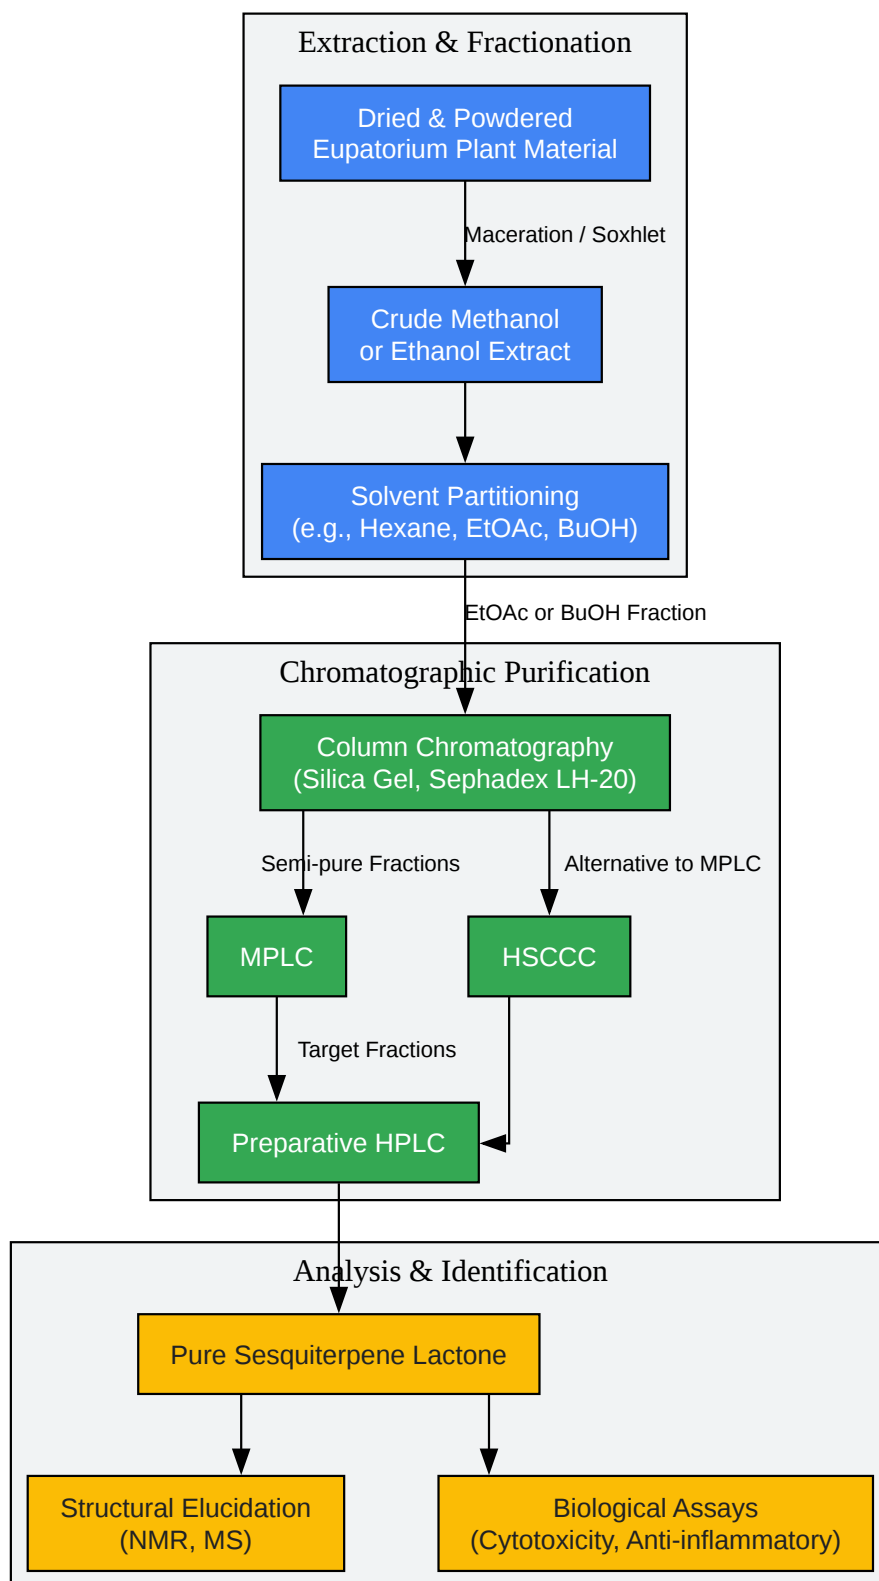 Extraction & Fractionation
Dried & Powdered
Eupatorium Plant Material
Maceration / Soxhlet
Crude Methanol
or Ethanol Extract
Solvent Partitioning
(e.g., Hexane, EtOAc, BuOH)
EtOAc or BuOH Fraction
Chromatographic Purification
Column Chromatography
(Silica Gel, Sephadex LH-20)
Semi-pure Fractions
Alternative to MPLC
MPLC
HSCCC
Target Fractions
Preparative HPLC
Analysis & Identification
Pure Sesquiterpene Lactone
Structural Elucidation
(NMR, MS)
Biological Assays
(Cytotoxicity, Anti-inflammatory)